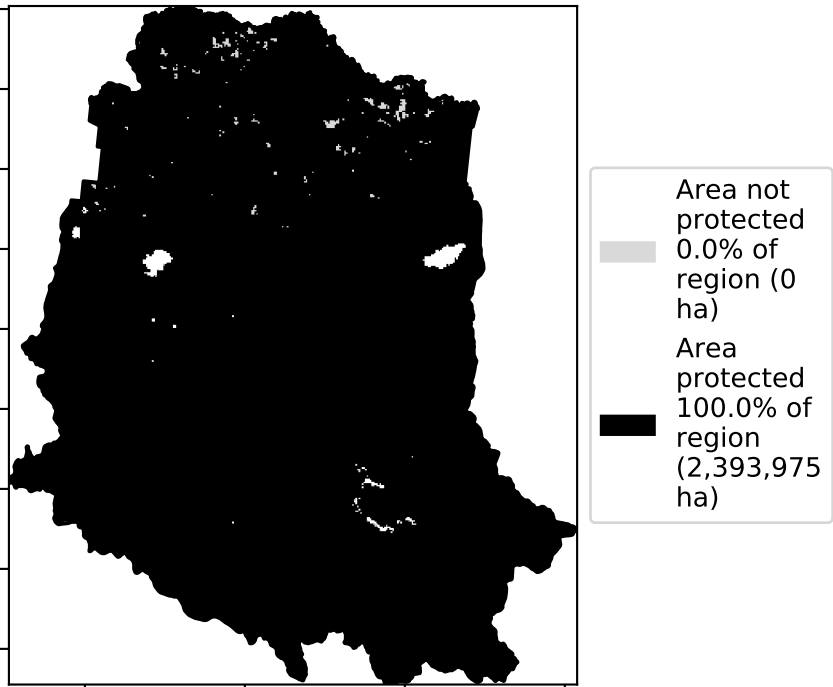 Area not
protected
0.0% of
region (0
ha)
Area
protected
100.0% of
region
(2,393,975
ha)